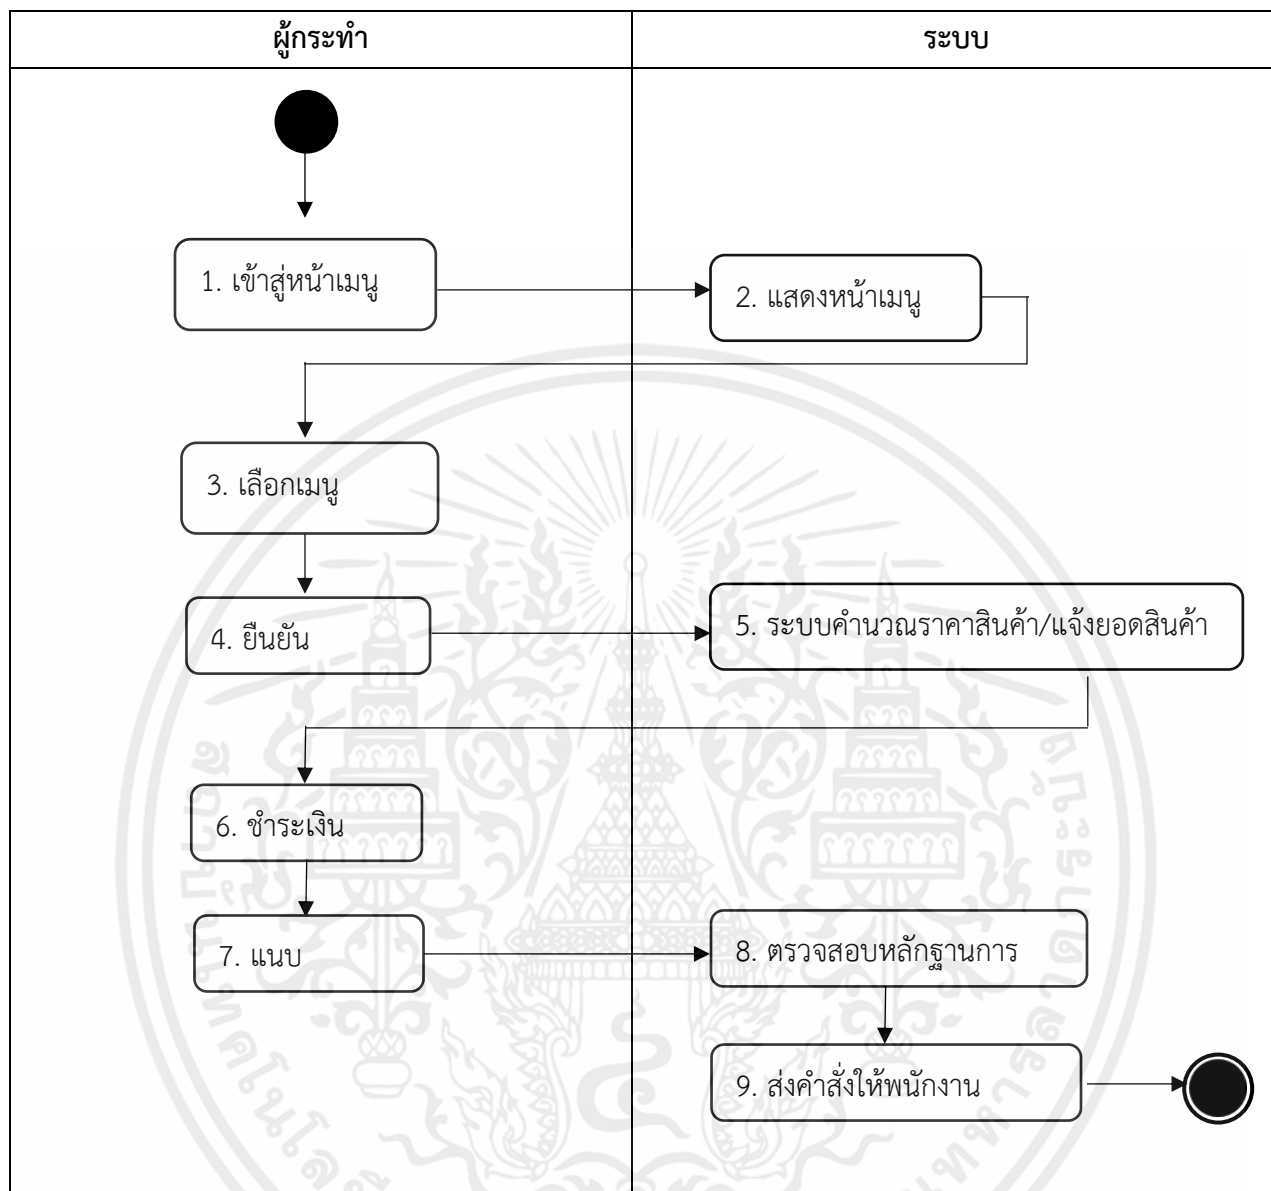 ผู้กระทำ
ระบบ
1. เข้าสู่หน้าเมนู
2. แสดงหน้าเมนู
3. เลือกเมนู
4. ยืนยัน
5. ระบบคำนวณราคาสินค้า/แจ้งยอดสินค้า
6. ชำระเงิน
7. แนบ
8. ตรวจสอบหลักฐานการ
9. ส่งคำสั่งให้พนักงาน